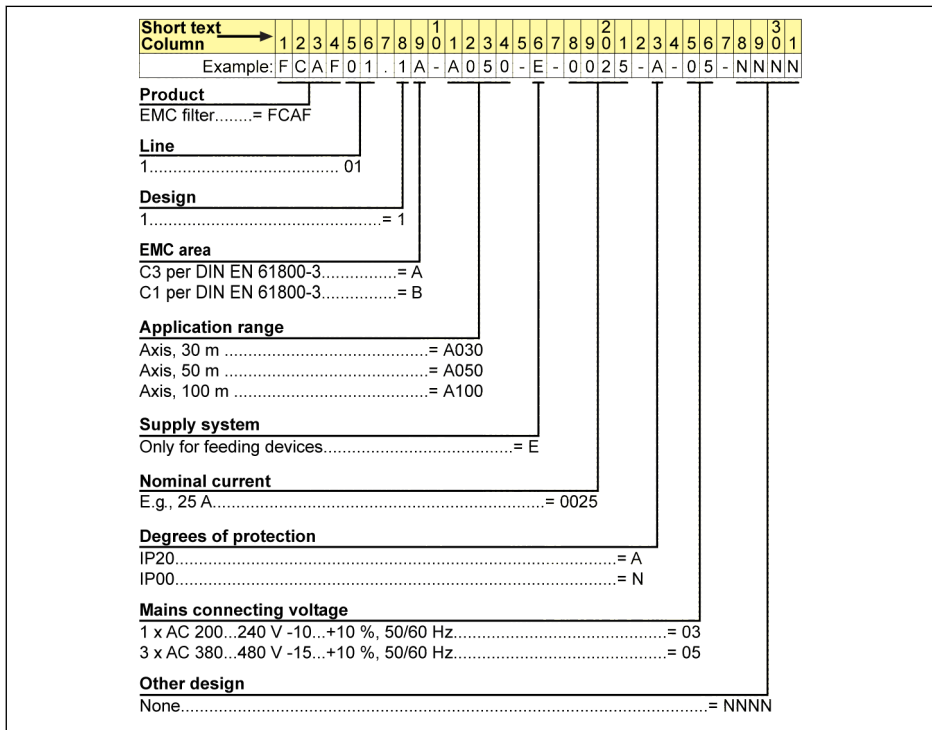 Short text
Column 1 2 3 4 5 6 7 8 9 10 1 2 3 4 5 6 7 8 9 20 1 2 3 4 5 6 7 8 9 30 1
Example: F C A F 0 1 . 1 A - A 0 5 0 - E - 0 0 2 5 - A - 0 5 - N N N N
Product
EMC filter........= FCAF
Line
1..................................... 01
Design
1.............................................= 1
EMC area
C3 per DIN EN 61800-3................= A
C1 per DIN EN 61800-3................= B
Application range
Axis, 30 m ...........................................= A030
Axis, 50 m ...........................................= A050
Axis, 100 m .........................................= A100
Supply system
Only for feeding devices........................................= E
Nominal current
E.g., 25 A.........................................................= 0025
Degrees of protection
IP20.............................................................................= A
IP00.............................................................................= N
Mains connecting voltage
1 x AC 200...240 V -10...+10 %, 50/60 Hz.....................................= 03
3 x AC 380...480 V -15...+10 %, 50/60 Hz.....................................= 05
Other design
None..............................................................................................= NNNN